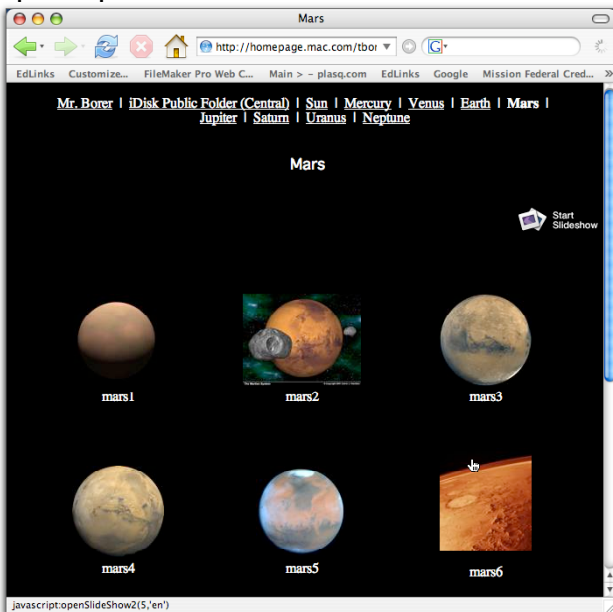 Mars
http://homepage.mac.com/tbor
G
EdLinks Customize... FileMaker Pro Web C... Main > - plasq.com EdLinks Google Mission Federal Cred... »
Mr. Borer | iDisk Public Folder (Central) | Sun | Mercury | Venus | Earth | Mars |
Jupiter | Saturn | Uranus | Neptune
Mars
Start
Slideshow
mars1 mars2 mars3
mars4 mars5 mars6
javascript:openSlideShow2(5,'en')